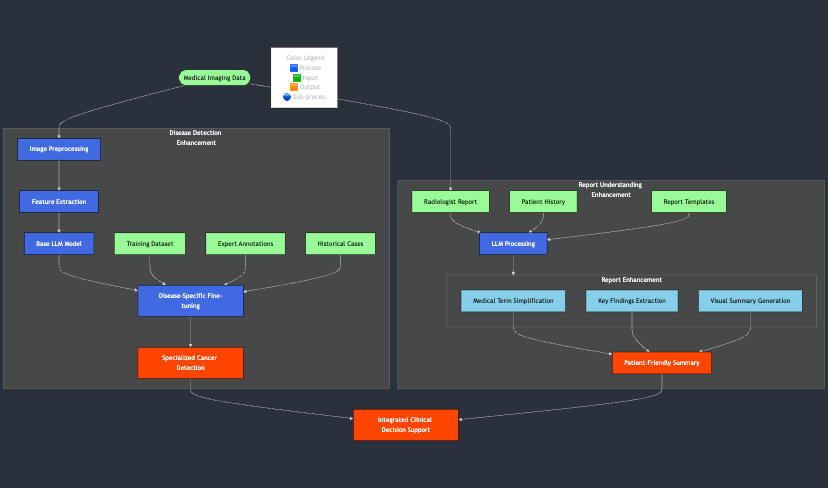 Color Legend
Process
Input
Output
Sub-process
Medical Imaging Data
Disease Detection
Enhancement
Image Preprocessing
Feature Extraction
Base LLM Model
Training Dataset
Expert Annotations
Historical Cases
Disease-Specific Fine-
tuning
Specialized Cancer
Detection
Report Understanding
Enhancement
Radiologist Report
Patient History
Report Templates
LLM Processing
Report Enhancement
Medical Term Simplification
Key Findings Extraction
Visual Summary Generation
Patient-Friendly Summary
Integrated Clinical
Decision Support